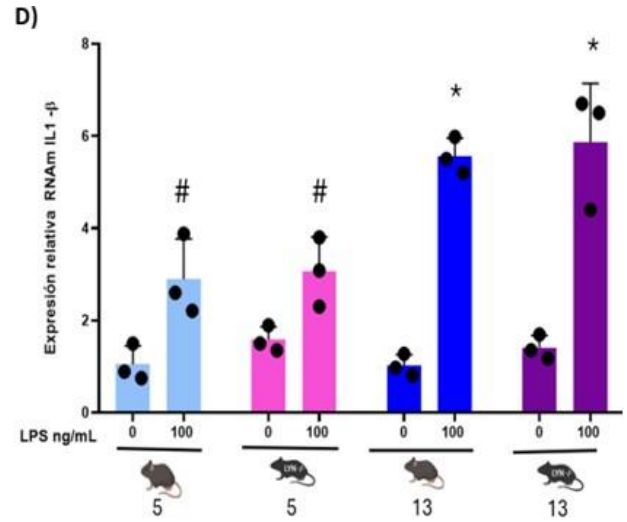 D)
Expresión relativa RNAm IL1 -β
8
6
4
2
0
# # * *
LPS ng/mL 0 100 0 100 0 100 0 100
LYN-/- LYN-/-
5 5 13 13